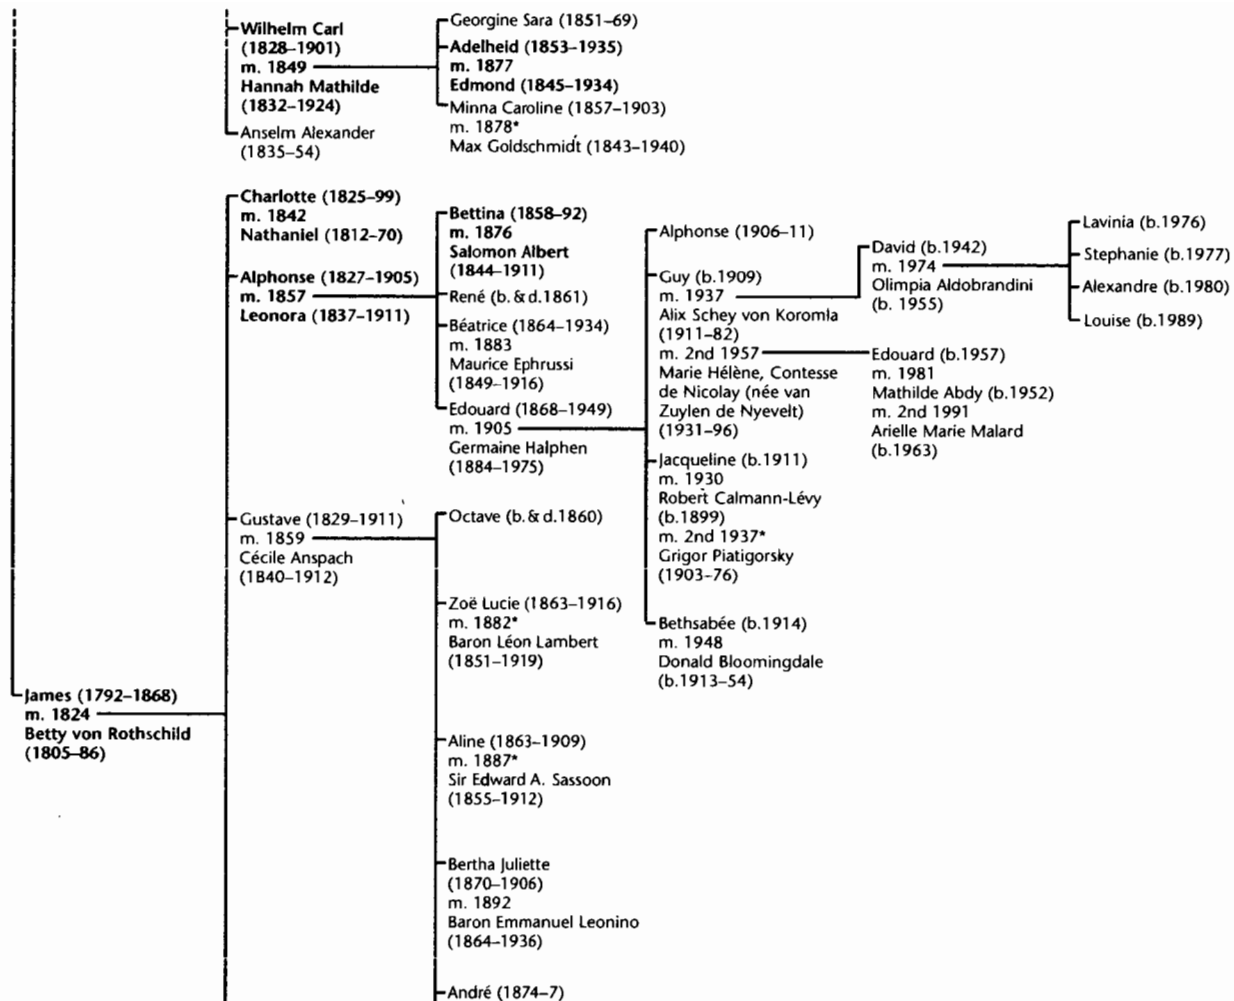 Wilhelm Carl
(1828–1901)
m. 1849
Hannah Mathilde
(1832–1924)
Anselm Alexander
(1835–54)
Georgine Sara (1851–69)
Adelheid (1853–1935)
m. 1877
Edmond (1845–1934)
Minna Caroline (1857–1903)
m. 1878*
Max Goldschmidt (1843–1940)
James (1792–1868)
m. 1824
Betty von Rothschild
(1805–86)
Charlotte (1825–99)
m. 1842
Nathaniel (1812–70)
Alphonse (1827–1905)
m. 1857
Leonora (1837–1911)
Gustave (1829–1911)
m. 1859
Cécile Anspach
(1840–1912)
Bettina (1858–92)
m. 1876
Salomon Albert
(1844–1911)
René (b. & d.1861)
Béatrice (1864–1934)
m. 1883
Maurice Ephrussi
(1849–1916)
Edouard (1868–1949)
m. 1905
Germaine Halphen
(1884–1975)
Octave (b. & d.1860)
Zoë Lucie (1863–1916)
m. 1882*
Baron Léon Lambert
(1851–1919)
Aline (1863–1909)
m. 1887*
Sir Edward A. Sassoon
(1855–1912)
Bertha Juliette
(1870–1906)
m. 1892
Baron Emmanuel Leonino
(1864–1936)
André (1874–7)
Alphonse (1906–11)
Guy (b.1909)
m. 1937
Alix Schey von Koromla
(1911–82)
m. 2nd 1957
Marie Hélène, Contesse
de Nicolay (née van
Zuylen de Nyevelt)
(1931–96)
Jacqueline (b.1911)
m. 1930
Robert Calmann-Lévy
(b.1899)
m. 2nd 1937*
Grigor Piatigorsky
(1903–76)
Bethsabée (b.1914)
m. 1948
Donald Bloomingdale
(b.1913–54)
David (b.1942)
m. 1974
Olimpia Aldobrandini
(b. 1955)
Edouard (b.1957)
m. 1981
Mathilde Abdy (b.1952)
m. 2nd 1991
Arielle Marie Malard
(b.1963)
Lavinia (b.1976)
Stephanie (b.1977)
Alexandre (b.1980)
Louise (b.1989)